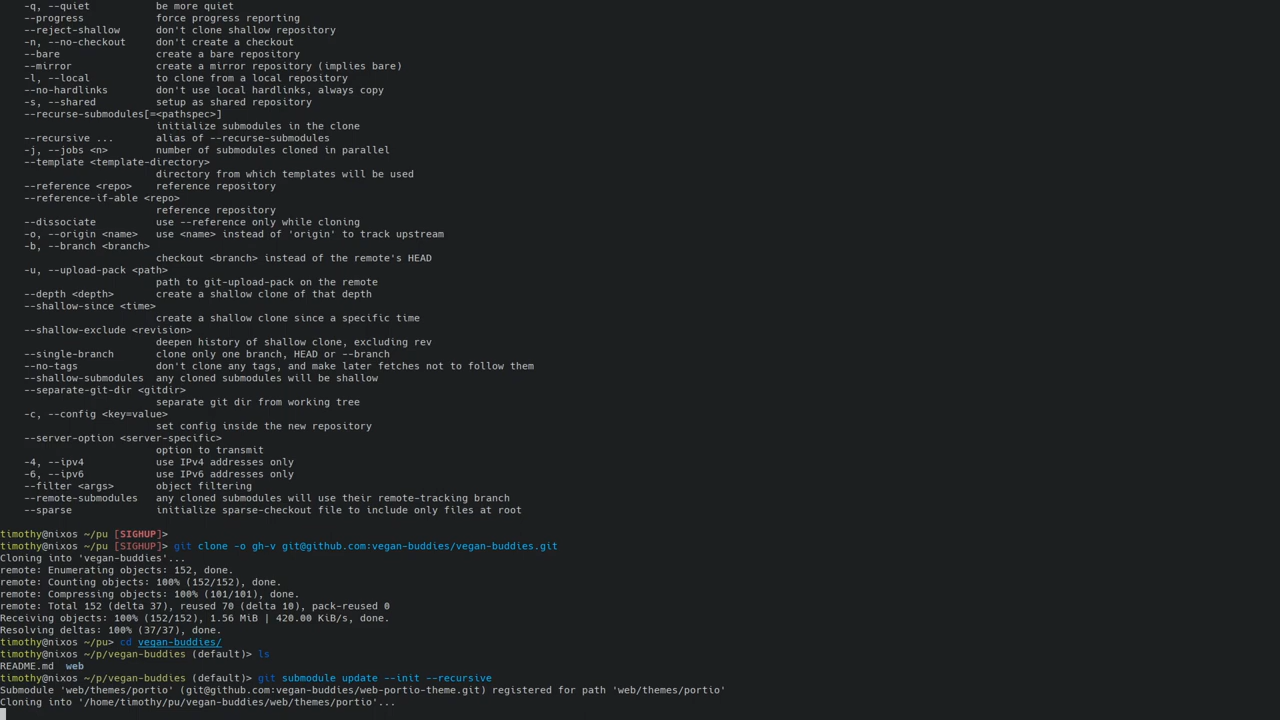 -q, --quiet           be more quiet
--progress            force progress reporting
--reject-shallow      don't clone shallow repository
-n, --no-checkout     don't create a checkout
--bare                create a bare repository
--mirror              create a mirror repository (implies bare)
-l, --local           to clone from a local repository
--no-hardlinks        don't use local hardlinks, always copy
-s, --shared          setup as shared repository
--recurse-submodules[=<pathspec>]
initialize submodules in the clone
--recursive ...       alias of --recurse-submodules
-j, --jobs <n>        number of submodules cloned in parallel
--template <template-directory>
directory from which templates will be used
--reference <repo>    reference repository
--reference-if-able <repo>
reference repository
--dissociate          use --reference only while cloning
-o, --origin <name>   use <name> instead of 'origin' to track upstream
-b, --branch <branch>
checkout <branch> instead of the remote's HEAD
-u, --upload-pack <path>
path to git-upload-pack on the remote
--depth <depth>       create a shallow clone of that depth
--shallow-since <time>
create a shallow clone since a specific time
--shallow-exclude <revision>
deepen history of shallow clone, excluding rev
--single-branch       clone only one branch, HEAD or --branch
--no-tags             don't clone any tags, and make later fetches not to follow them
--shallow-submodules  any cloned submodules will be shallow
--separate-git-dir <gitdir>
separate git dir from working tree
-c, --config <key=value>
set config inside the new repository
--server-option <server-specific>
option to transmit
-4, --ipv4            use IPv4 addresses only
-6, --ipv6            use IPv6 addresses only
--filter <args>       object filtering
--remote-submodules   any cloned submodules will use their remote-tracking branch
--sparse              initialize sparse-checkout file to include only files at root
timothy@nixos ~/pu [SIGHUP]>
timothy@nixos ~/pu [SIGHUP]> git clone -o gh-v git@github.com:vegan-buddies/vegan-buddies.git
Cloning into 'vegan-buddies'...
remote: Enumerating objects: 152, done.
remote: Counting objects: 100% (152/152), done.
remote: Compressing objects: 100% (101/101), done.
remote: Total 152 (delta 37), reused 70 (delta 10), pack-reused 0
Receiving objects: 100% (152/152), 1.56 MiB | 420.00 KiB/s, done.
Resolving deltas: 100% (37/37), done.
timothy@nixos ~/pu> cd vegan-buddies/
timothy@nixos ~/p/vegan-buddies (default)> ls
README.md  web
timothy@nixos ~/p/vegan-buddies (default)> git submodule update --init --recursive
Submodule 'web/themes/portio' (git@github.com:vegan-buddies/web-portio-theme.git) registered for path 'web/themes/portio'
Cloning into '/home/timothy/pu/vegan-buddies/web/themes/portio'...